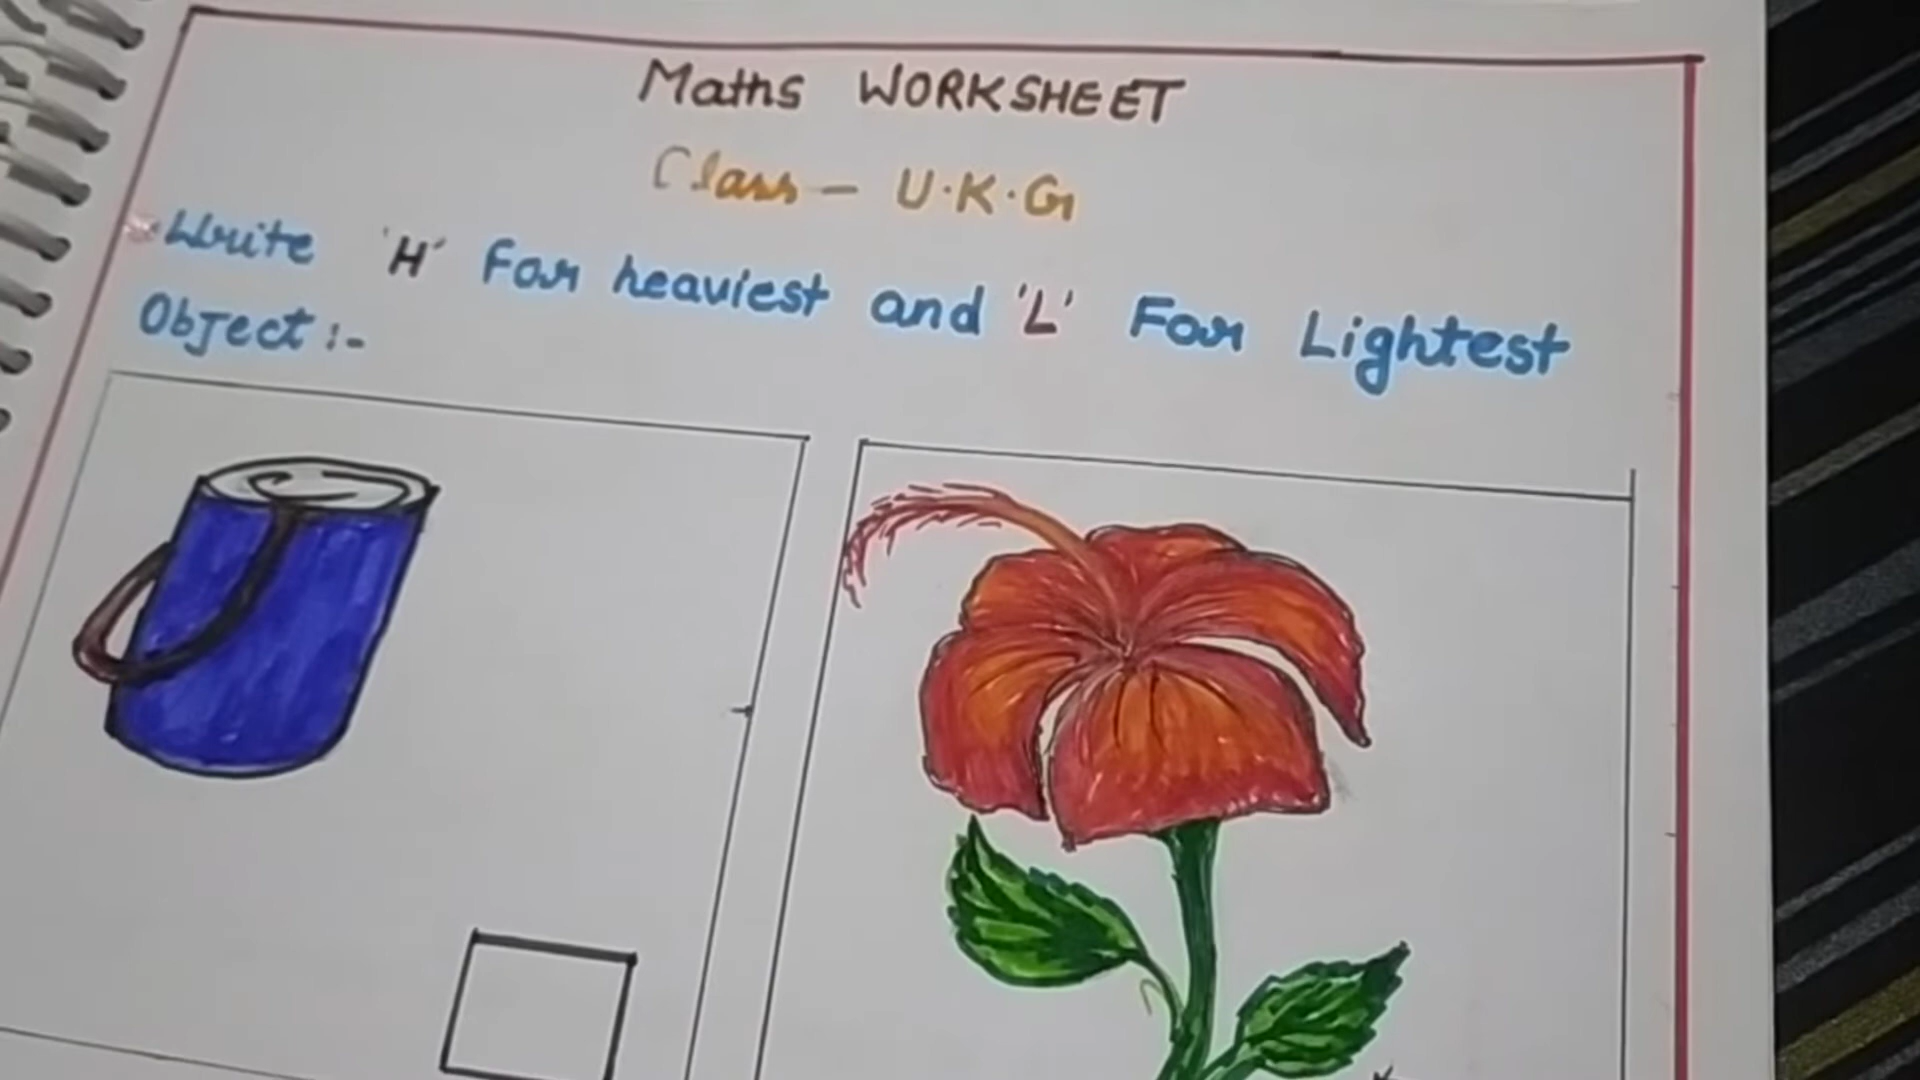 Maths WORKSHEET
Class - U.K.G
Write 'H' For heaviest and 'L' For Lightest
Object :-